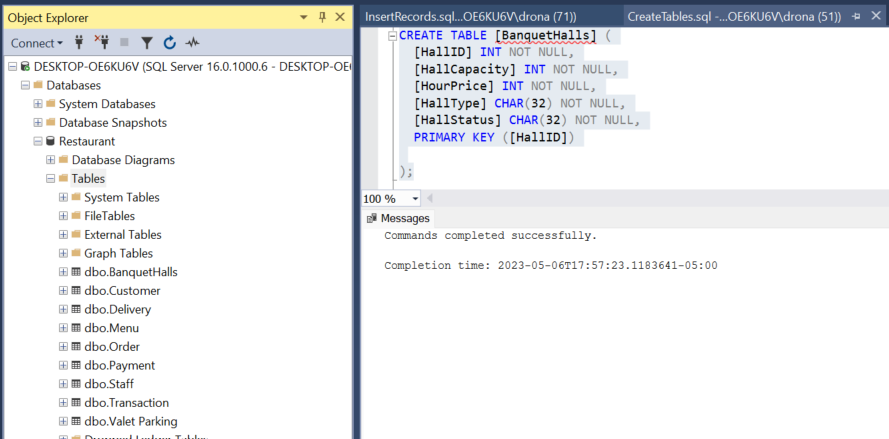 Object Explorer
Connect
DESKTOP-OE6KU6V (SQL Server 16.0.1000.6 - DESKTOP-OE6
Databases
System Databases
Database Snapshots
Restaurant
Database Diagrams
Tables
System Tables
FileTables
External Tables
Graph Tables
dbo.BanquetHalls
dbo.Customer
dbo.Delivery
dbo.Menu
dbo.Order
dbo.Payment
dbo.Staff
dbo.Transaction
dbo.Valet Parking
Dropped Ledger Tables
InsertRecords.sql...OE6KU6V\drona (71))
CreateTables.sql -...OE6KU6V\drona (51))
CREATE TABLE [BanquetHalls] (
[HallID] INT NOT NULL,
[HallCapacity] INT NOT NULL,
[HourPrice] INT NOT NULL,
[HallType] CHAR(32) NOT NULL,
[HallStatus] CHAR(32) NOT NULL,
PRIMARY KEY ([HallID])
);
100 %
Messages
Commands completed successfully.
Completion time: 2023-05-06T17:57:23.1183641-05:00